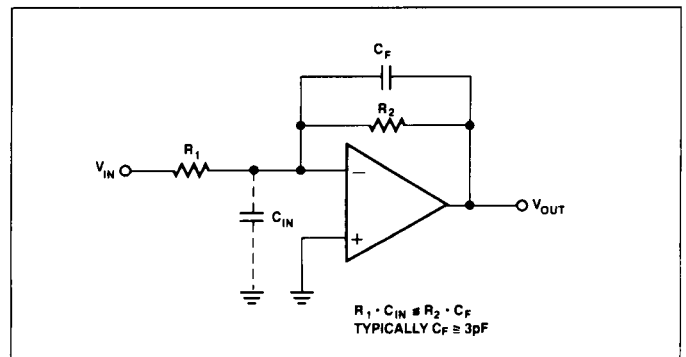 C_F
R_2
R_1
V_IN
−
C_IN
V_OUT
+
R_1 · C_IN ≅ R_2 · C_F
TYPICALLY C_F ≅ 3pF